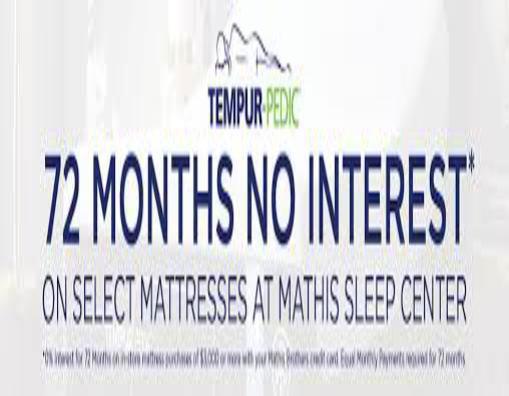 TEMPUR-PEDIC
72 MONTHS NO INTEREST*
ON SELECT MATTRESSES AT MATHIS SLEEP CENTER
*0% interest for 72 Months on in-store mattress purchases of $3,000 or more with your Mathis Brothers credit card. Equal Monthly Payments required for 72 months